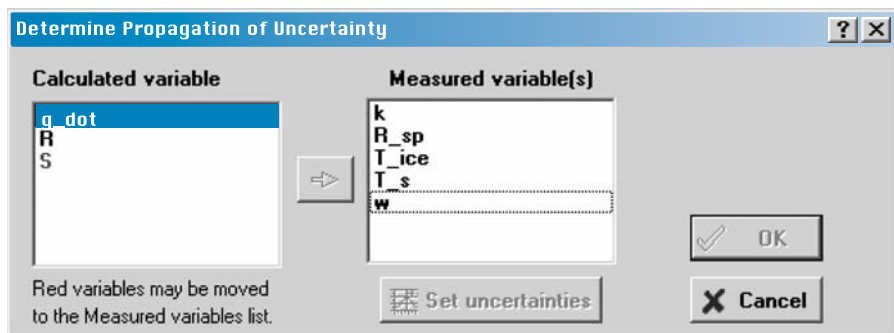 Determine Propagation of Uncertainty
?
Calculated variable
Measured variable(s)
q_dot
R
S
k
R_sp
T_ice
T_s
w
OK
Red variables may be moved
to the Measured variables list.
Set uncertainties
Cancel